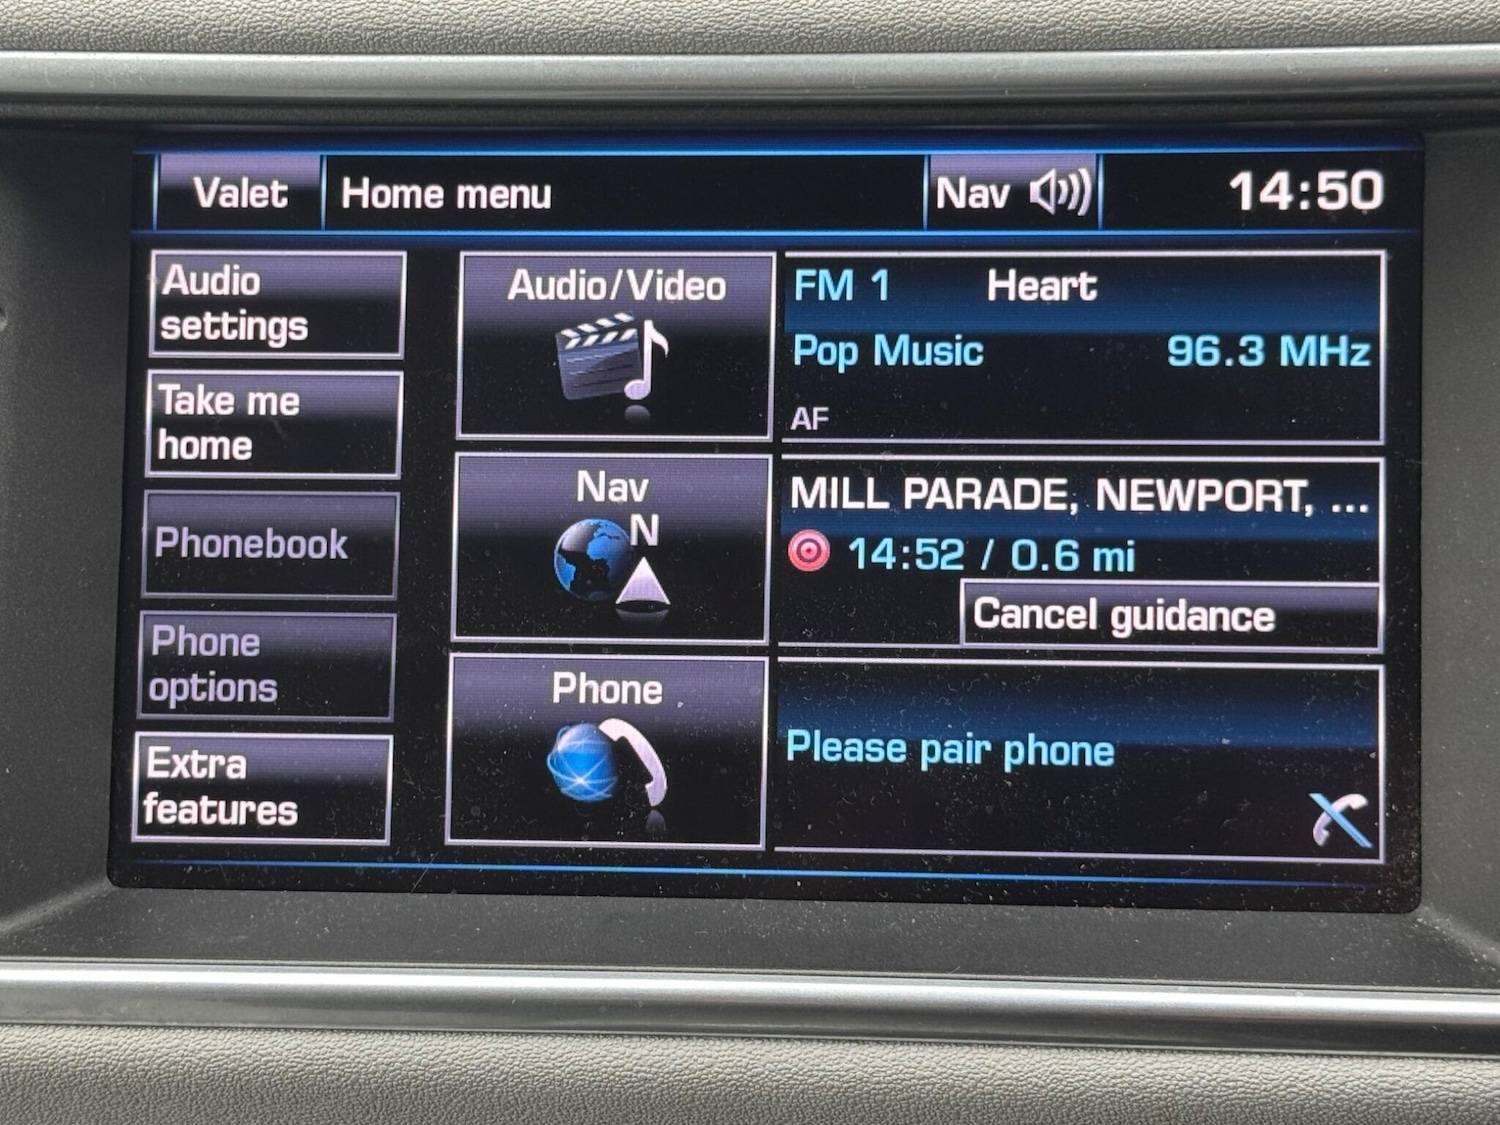 Valet
Home menu
Nav
14:50
Audio
settings
Take me
home
Phonebook
Phone
options
Extra
features
Audio/Video
Nav
N
Phone
FM 1 Heart
Pop Music 96.3 MHz
AF
MILL PARADE, NEWPORT, ...
14:52 / 0.6 mi
Cancel guidance
Please pair phone